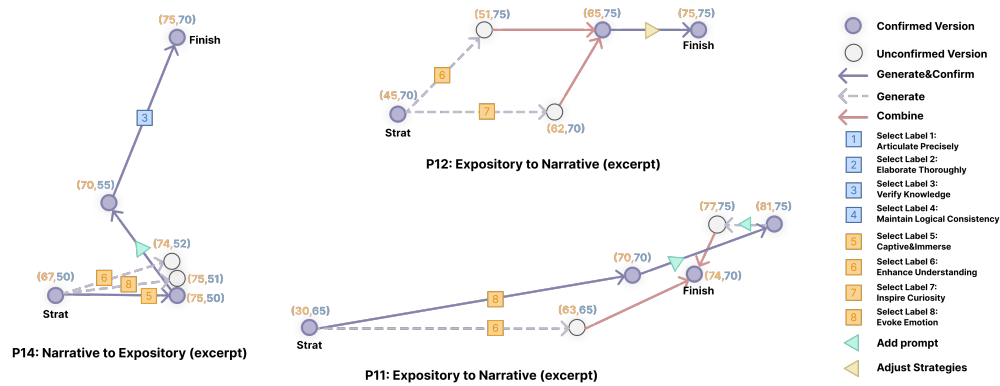 (75,70)
Finish
3
(70,55)
(74,52)
(75,51)
(67,50)
6
8
5
(75,50)
Strat
P14: Narrative to Expository (excerpt)
(51,75)
(65,75)
(75,75)
Finish
6
(45,70)
7
Strat
(62,70)
P12: Expository to Narrative (excerpt)
(77,75)
(81,75)
(70,70)
(74,70)
Finish
8
(30,65)
(63,65)
6
Strat
P11: Expository to Narrative (excerpt)
Confirmed Version
Unconfirmed Version
Generate&Confirm
Generate
Combine
1
Select Label 1:
Articulate Precisely
2
Select Label 2:
Elaborate Thoroughly
3
Select Label 3:
Verify Knowledge
4
Select Label 4:
Maintain Logical Consistency
5
Select Label 5:
Captive&Immerse
6
Select Label 6:
Enhance Understanding
7
Select Label 7:
Inspire Curiosity
8
Select Label 8:
Evoke Emotion
Add prompt
Adjust Strategies